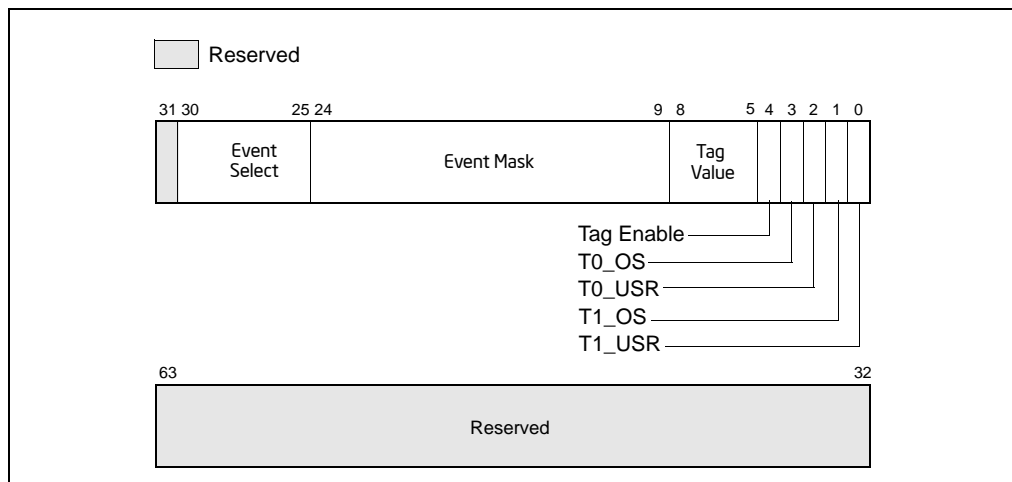 Reserved
31 30 25 24 9 8 5 4 3 2 1 0
Event Select
Event Mask
Tag Value
Tag Enable
T0_OS
T0_USR
T1_OS
T1_USR
63 32
Reserved